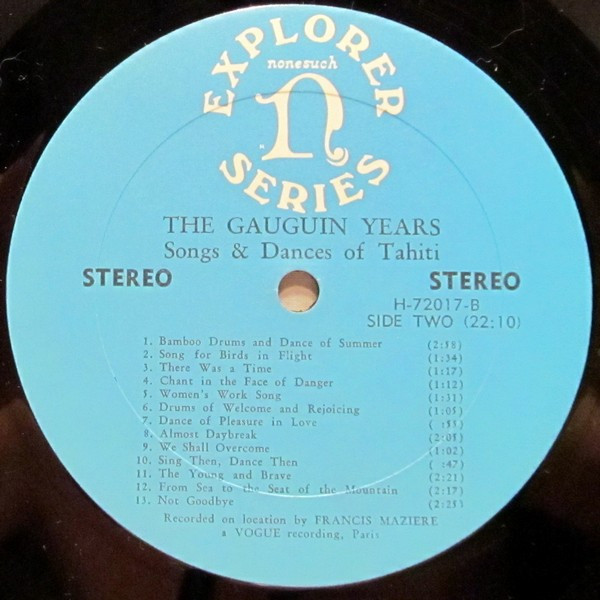 EXPLORER
nonesuch
n
SERIES
THE GAUGUIN YEARS
Songs & Dances of Tahiti
STEREO STEREO
H-72017-B
SIDE TWO (22:10)
1. Bamboo Drums and Dance of Summer (2:58)
2. Song for Birds in Flight (1:34)
3. There Was a Time (1:17)
4. Chant in the Face of Danger (1:12)
5. Women's Work Song (1:31)
6. Drums of Welcome and Rejoicing (1:05)
7. Dance of Pleasure in Love ( :58)
8. Almost Daybreak (2:05)
9. We Shall Overcome (1:02)
10. Sing Then, Dance Then ( :47)
11. The Young and Brave (2:21)
12. From Sea to the Seat of the Mountain (2:17)
13. Not Goodbye (2:25)
Recorded on location by FRANCIS MAZIERE
a VOGUE recording, Paris